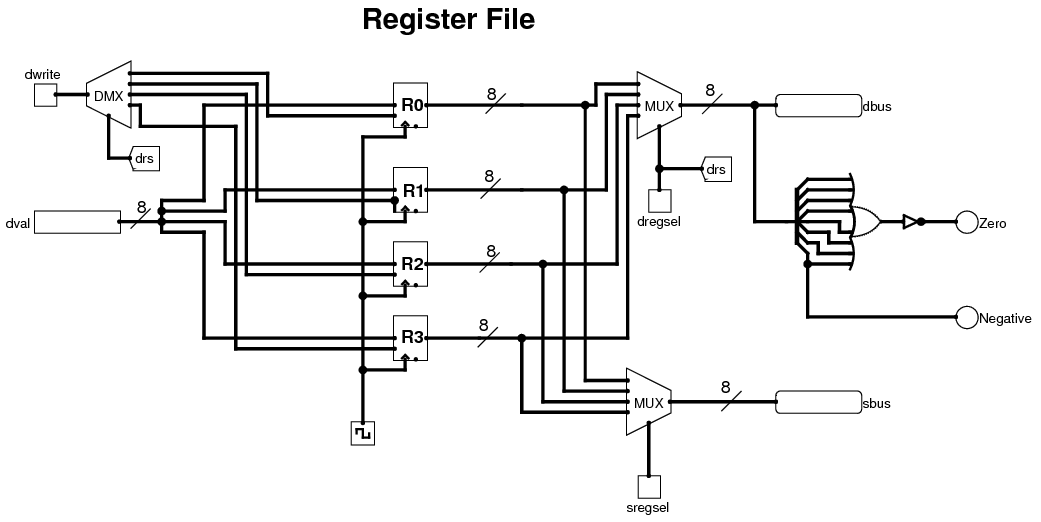 Register File
dwrite
DMX
drs
dval
8
R0
8
R1
8
R2
8
R3
8
MUX
8
dbus
drs
dregsel
Zero
Negative
MUX
8
sbus
sregsel